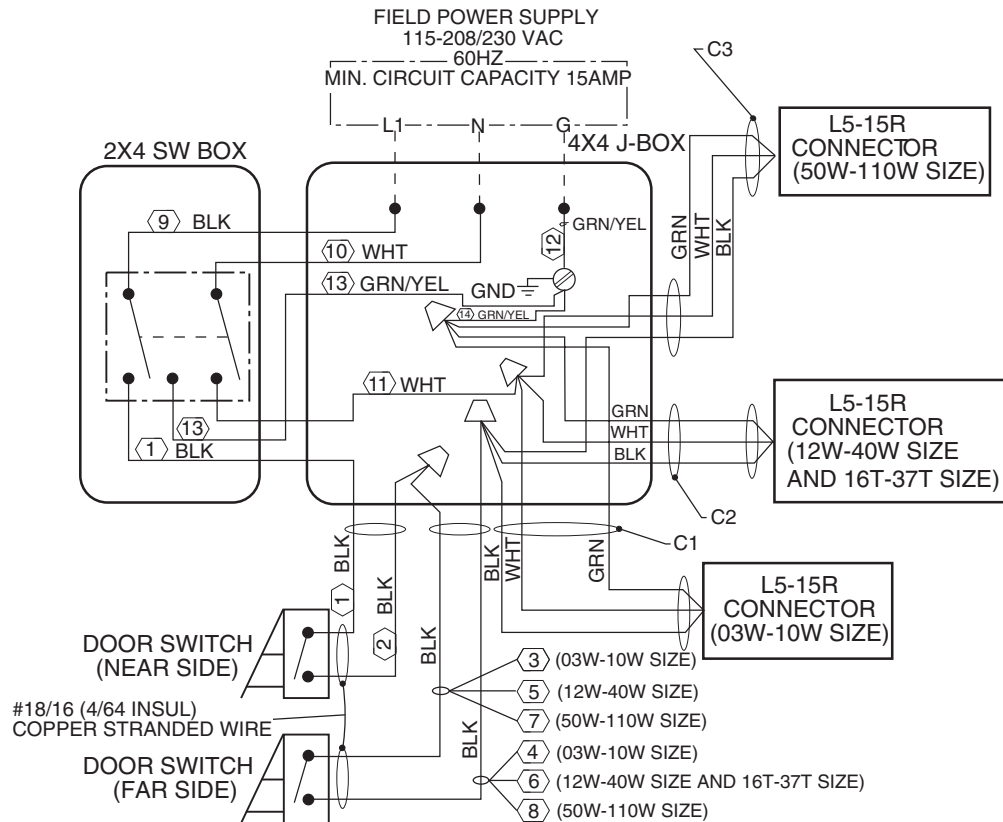 FIELD POWER SUPPLY
115-208/230 VAC
60HZ
MIN. CIRCUIT CAPACITY 15AMP
L1
N
G
C3
2X4 SW BOX
4X4 J-BOX
L5-15R
CONNECTOR
(50W-110W SIZE)
9 BLK
10 WHT
13 GRN/YEL
12
GRN/YEL
GND
14 GRN/YEL
GRN
WHT
BLK
11 WHT
13
1 BLK
GRN
WHT
BLK
L5-15R
CONNECTOR
(12W-40W SIZE
AND 16T-37T SIZE)
C2
C1
BLK
1
BLK
2
BLK
BLK
WHT
GRN
BLK
L5-15R
CONNECTOR
(03W-10W SIZE)
DOOR SWITCH
(NEAR SIDE)
#18/16 (4/64 INSUL)
COPPER STRANDED WIRE
DOOR SWITCH
(FAR SIDE)
3 (03W-10W SIZE)
5 (12W-40W SIZE)
7 (50W-110W SIZE)
4 (03W-10W SIZE)
6 (12W-40W SIZE AND 16T-37T SIZE)
8 (50W-110W SIZE)